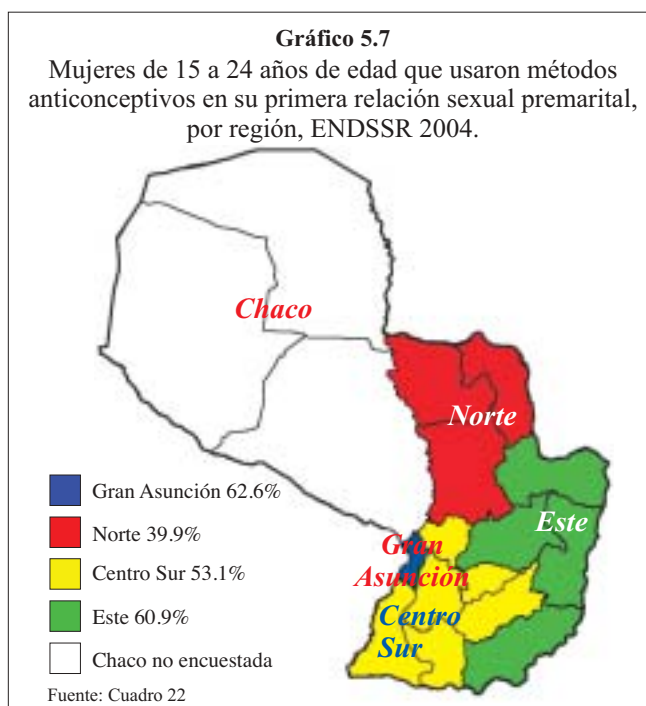 Gráfico 5.7
Mujeres de 15 a 24 años de edad que usaron métodos
anticonceptivos en su primera relación sexual premarital,
por región, ENDSSR 2004.
Chaco
Norte
Este
Gran
Asunción
Centro
Sur
Gran Asunción 62.6%
Norte 39.9%
Centro Sur 53.1%
Este 60.9%
Chaco no encuestada
Fuente: Cuadro 22